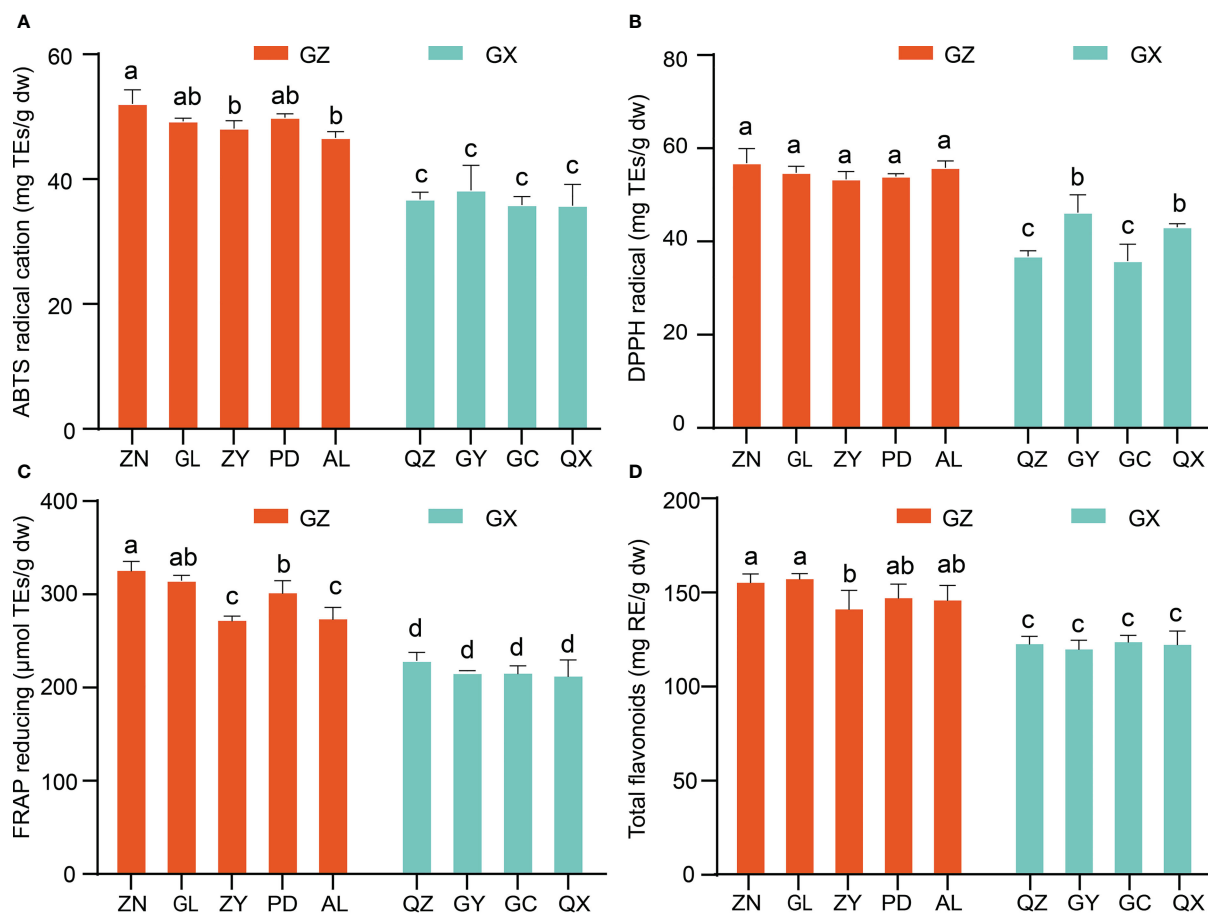 A
ABTS radical cation (mg TEs/g dw)
GZ GX
60
40
20
0
a ab b ab b c c c c
ZN GL ZY PD AL QZ GY GC QX
B
DPPH radical (mg TEs/g dw)
GZ GX
80
60
40
20
0
a a a a a c b c b
ZN GL ZY PD AL QZ GY GC QX
C
FRAP reducing (μmol TEs/g dw)
GZ GX
400
300
200
100
0
a ab c b c d d d d
ZN GL ZY PD AL QZ GY GC QX
D
Total flavonoids (mg RE/g dw)
GZ GX
200
150
100
50
0
a a b ab ab c c c c
ZN GL ZY PD AL QZ GY GC QX